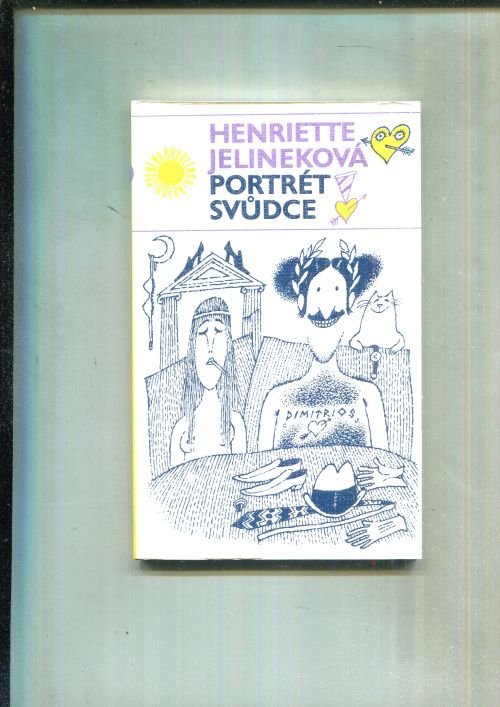 HENRIETTE
JELINEKOVÁ
PORTRÉT
SVŮDCE
DIMITRIOS